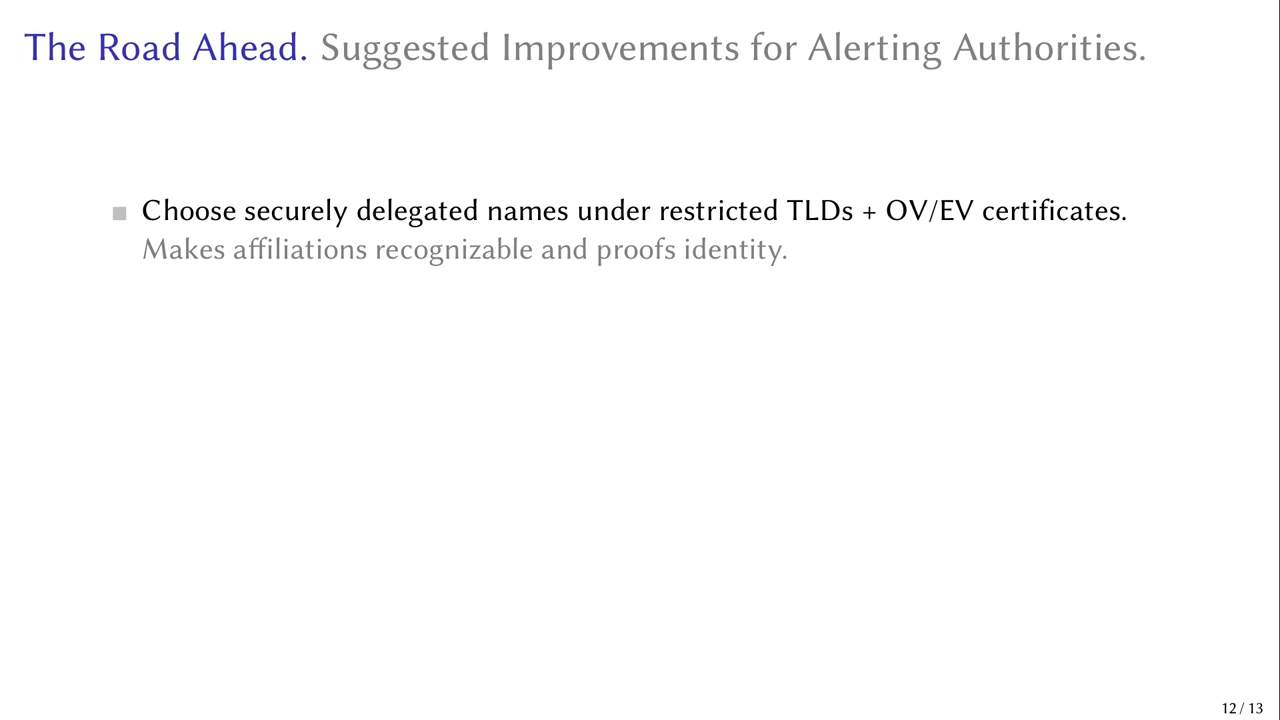 The Road Ahead. Suggested Improvements for Alerting Authorities.
Choose securely delegated names under restricted TLDs + OV/EV certificates.
Makes affiliations recognizable and proofs identity.
12 / 13